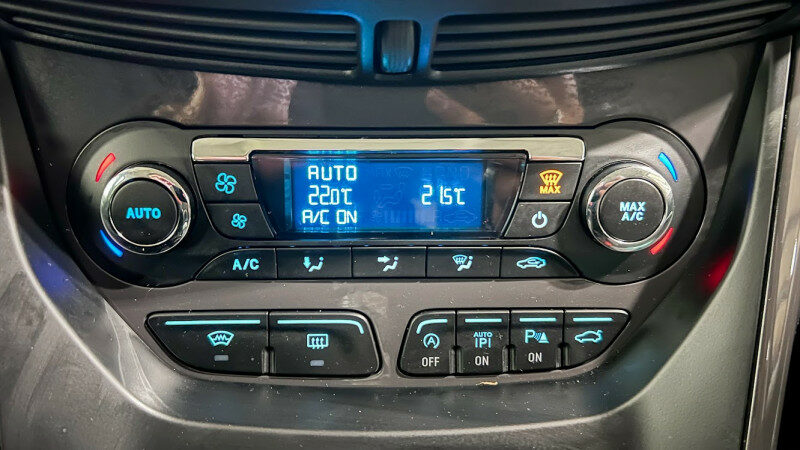 AUTO
22.0°C 21.5°C
A/C ON
MAX
AUTO
MAX
A/C
A/C
OFF
AUTO
(P)
ON
P
ON